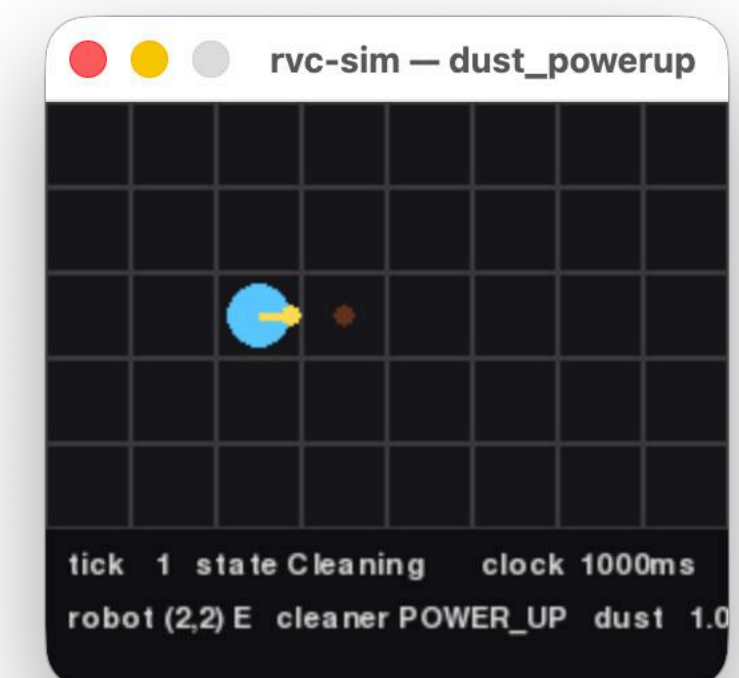 rvc-sim — dust_powerup
tick 1 state Cleaning clock 1000ms
robot (2,2) E cleaner POWER_UP dust 1.0